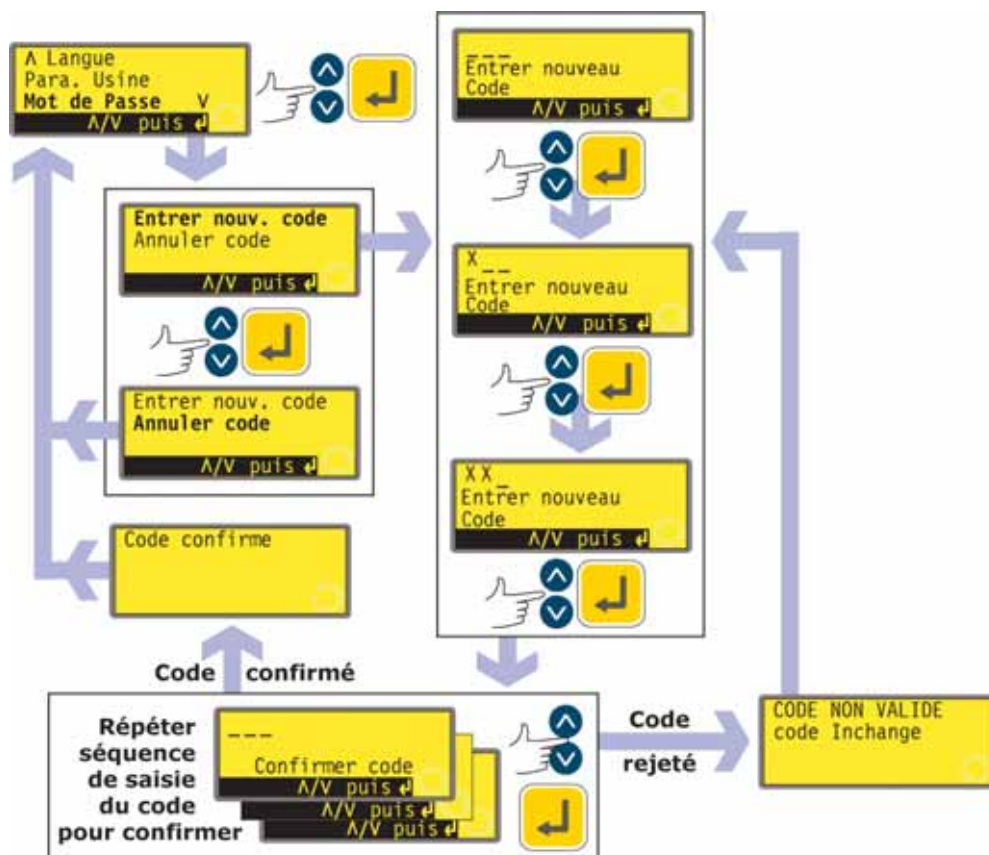 Λ Langue
Para. Usine
Mot de Passe V
Λ/V puis ↲
Entrer nouv. code
Annuler code
Λ/V puis ↲
Entrer nouv. code
Annuler code
Λ/V puis ↲
Code confirme
_ _ _
Entrer nouveau
Code
Λ/V puis ↲
X _ _
Entrer nouveau
Code
Λ/V puis ↲
X X _
Entrer nouveau
Code
Λ/V puis ↲
Code confirmé
Répéter
séquence
de saisie
du code
pour confirmer
_ _ _
Confirmer code
Λ/V puis ↲
Λ/V puis ↲
Λ/V puis ↲
Code
rejeté
CODE NON VALIDE
code Inchange